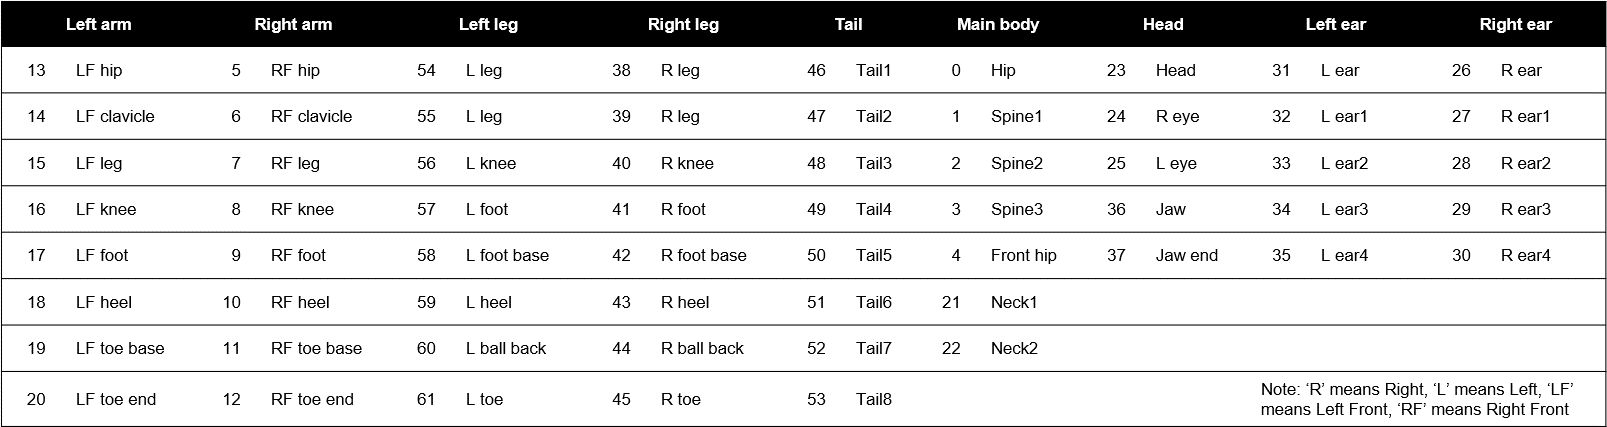 Left arm Right arm Left leg Right leg Tail Main body Head Left ear Right ear
13 LF hip 5 RF hip 54 L leg 38 R leg 46 Tail1 0 Hip 23 Head 31 L ear 26 R ear
14 LF clavicle 6 RF clavicle 55 L leg 39 R leg 47 Tail2 1 Spine1 24 R eye 32 L ear1 27 R ear1
15 LF leg 7 RF leg 56 L knee 40 R knee 48 Tail3 2 Spine2 25 L eye 33 L ear2 28 R ear2
16 LF knee 8 RF knee 57 L foot 41 R foot 49 Tail4 3 Spine3 36 Jaw 34 L ear3 29 R ear3
17 LF foot 9 RF foot 58 L foot base 42 R foot base 50 Tail5 4 Front hip 37 Jaw end 35 L ear4 30 R ear4
18 LF heel 10 RF heel 59 L heel 43 R heel 51 Tail6 21 Neck1
19 LF toe base 11 RF toe base 60 L ball back 44 R ball back 52 Tail7 22 Neck2
20 LF toe end 12 RF toe end 61 L toe 45 R toe 53 Tail8
Note: ‘R’ means Right, ‘L’ means Left, ‘LF’
means Left Front, ‘RF’ means Right Front